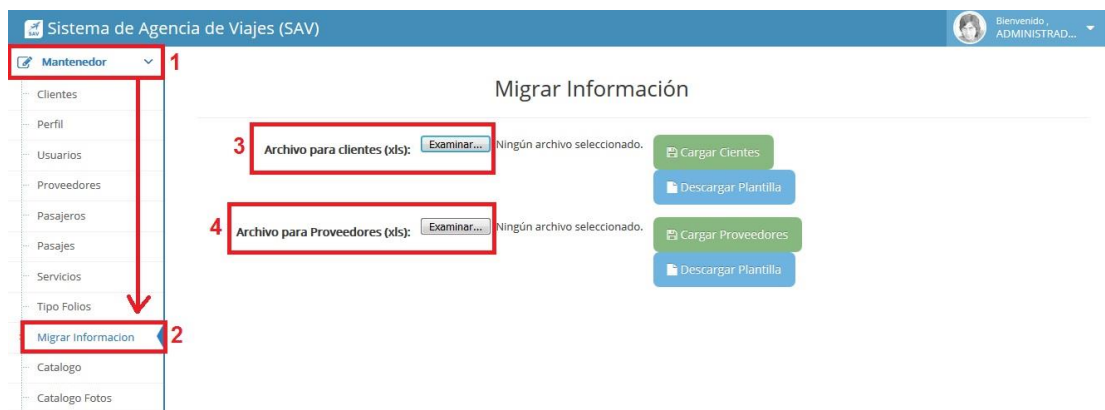 SAV
Sistema de Agencia de Viajes (SAV)
Bienvenido ,
ADMINISTRAD...
Mantenedor
1
Clientes
Perfil
Usuarios
Proveedores
Pasajeros
Pasajes
Servicios
Tipo Folios
Migrar Informacion
2
Catalogo
Catalogo Fotos
Migrar Información
3
Archivo para clientes (xls):
Examinar... Ningún archivo seleccionado.
Cargar Cientes
Descargar Plantilla
4
Archivo para Proveedores (xls):
Examinar... Ningún archivo seleccionado.
Cargar Proveedores
Descargar Plantilla